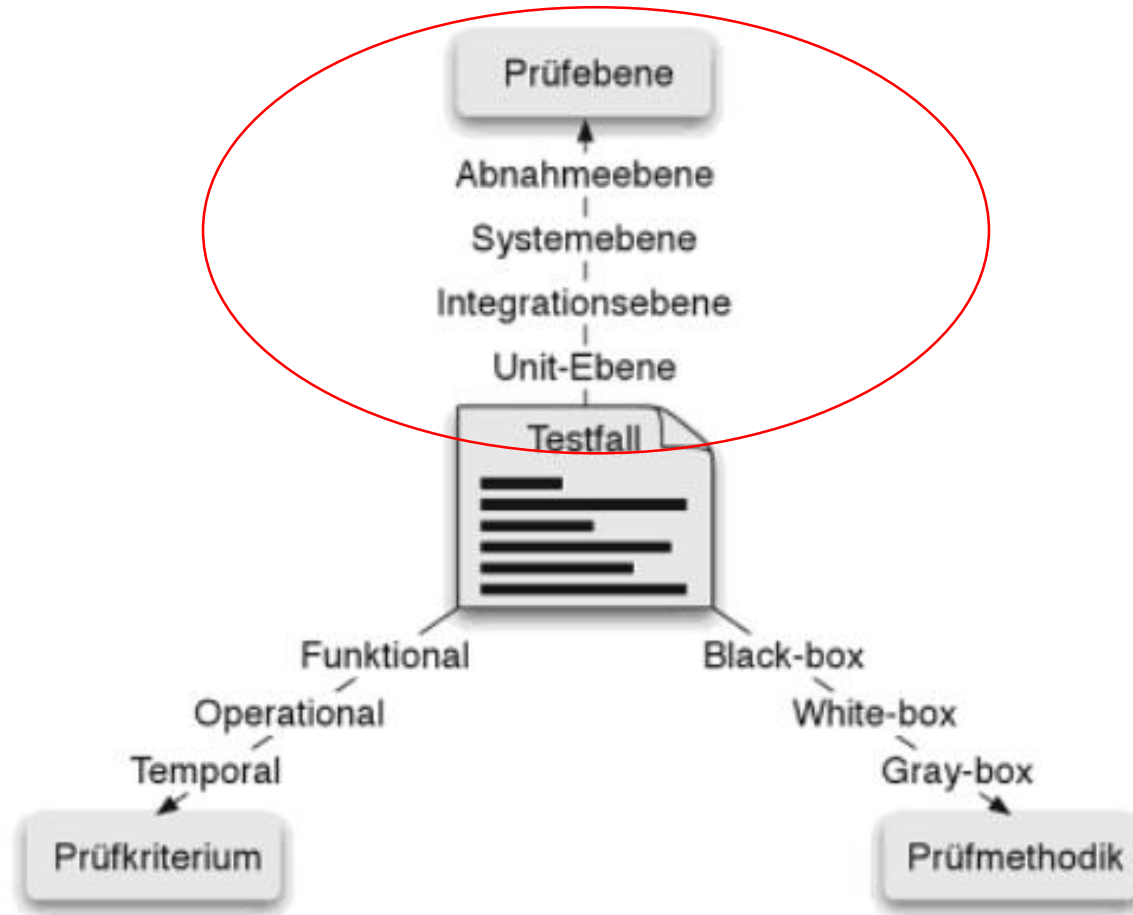 Prüfebene
Abnahmeebene
Systemebene
Integrationsebene
Unit-Ebene
Testfall
Funktional
Black-box
Operational
White-box
Temporal
Gray-box
Prüfkriterium
Prüfmethodik